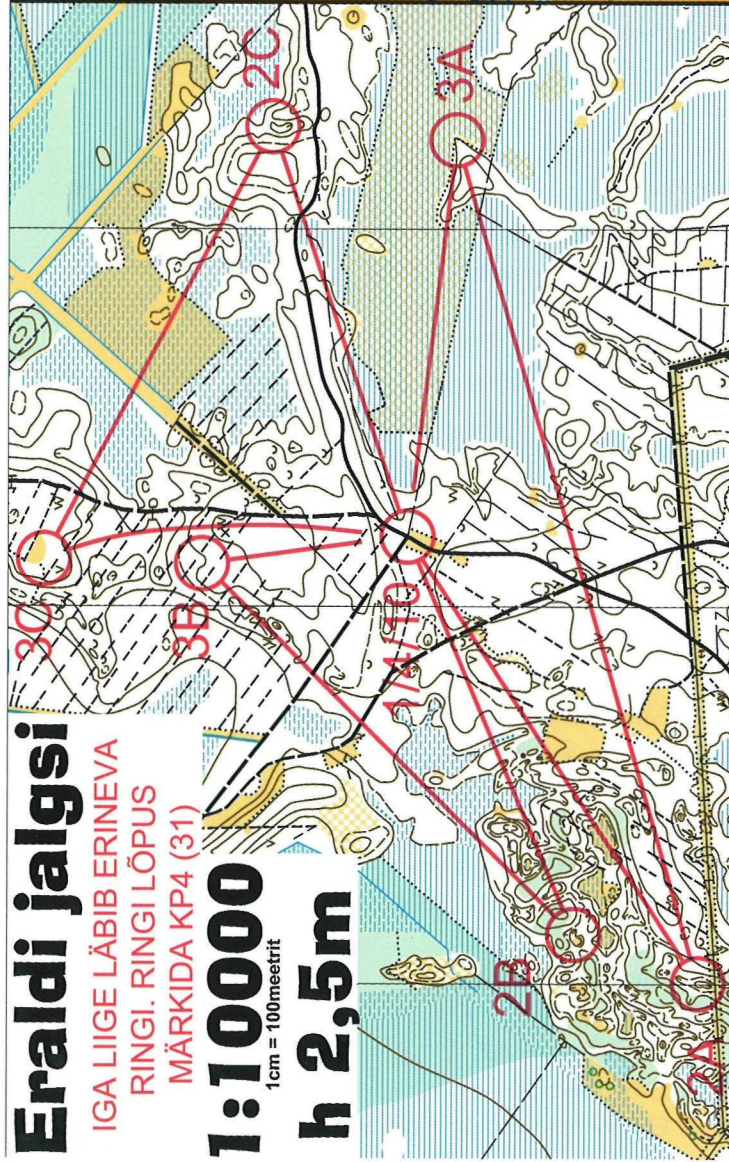 Eraldi jalgsi
IGA LIIGE LÄBIB ERINEVA
RINGI. RINGI LÕPUS
MÄRKIDA KP4 (31)
1:10000
1cm = 100meetrit
h 2,5m
3C
2C
3B
3A
1/4/10
2B
2A